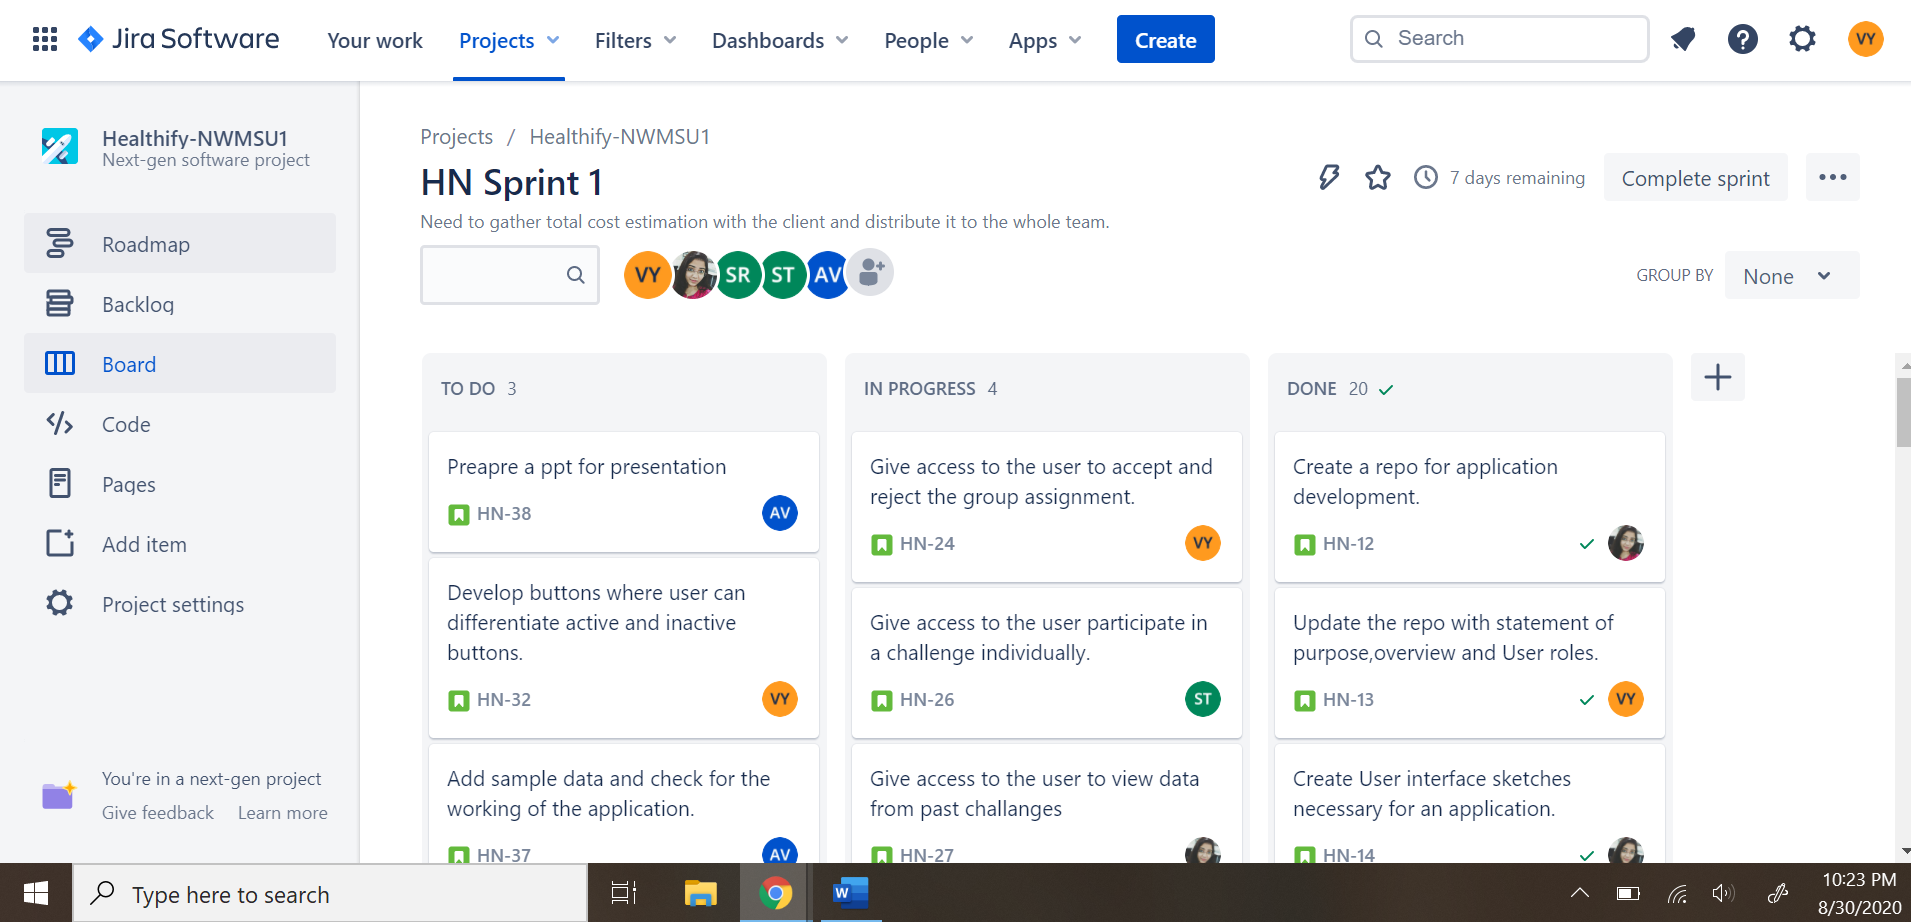 Jira Software
Your work
Projects
Filters
Dashboards
People
Apps
Create
Search
VY
Healthify-NWMSU1
Next-gen software project
Roadmap
Backlog
Board
Code
Pages
Add item
Project settings
You're in a next-gen project
Give feedback Learn more
Projects / Healthify-NWMSU1
HN Sprint 1
7 days remaining
Complete sprint
Need to gather total cost estimation with the client and distribute it to the whole team.
VY SR ST AV
GROUP BY None
TO DO 3
Preapre a ppt for presentation
HN-38 AV
Develop buttons where user can
differentiate active and inactive
buttons.
HN-32 VY
Add sample data and check for the
working of the application.
HN-37 AV
IN PROGRESS 4
Give access to the user to accept and
reject the group assignment.
HN-24 VY
Give access to the user participate in
a challenge individually.
HN-26 ST
Give access to the user to view data
from past challanges
HN-27
DONE 20
Create a repo for application
development.
HN-12
Update the repo with statement of
purpose,overview and User roles.
HN-13 VY
Create User interface sketches
necessary for an application.
HN-14
Type here to search
W
10:23 PM
8/30/2020